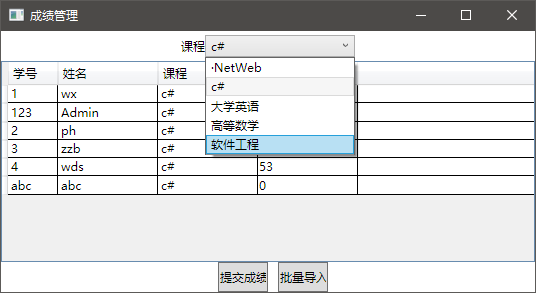 成绩管理
课程 c#
·NetWeb
c#
大学英语
高等数学
软件工程
学号 姓名 课程
1 wx c#
123 Admin c#
2 ph c#
3 zzb c#
4 wds c# 53
abc abc c# 0
提交成绩 批量导入